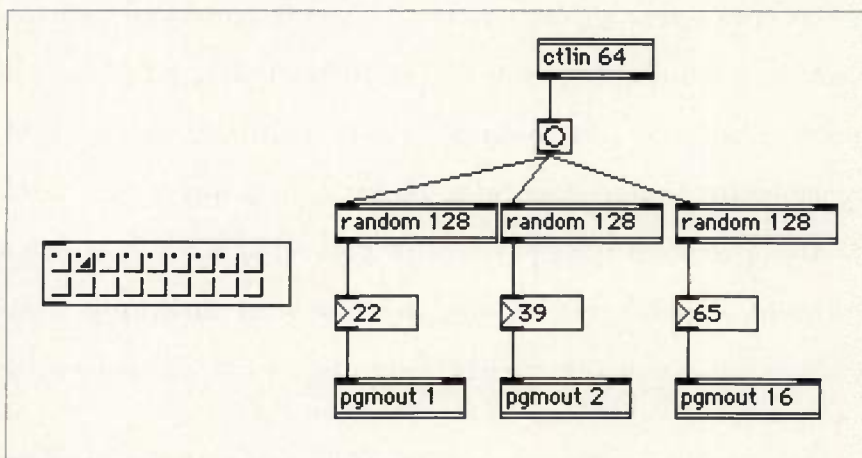 ctlin 64
random 128
random 128
random 128
22
39
65
pgmout 1
pgmout 2
pgmout 16